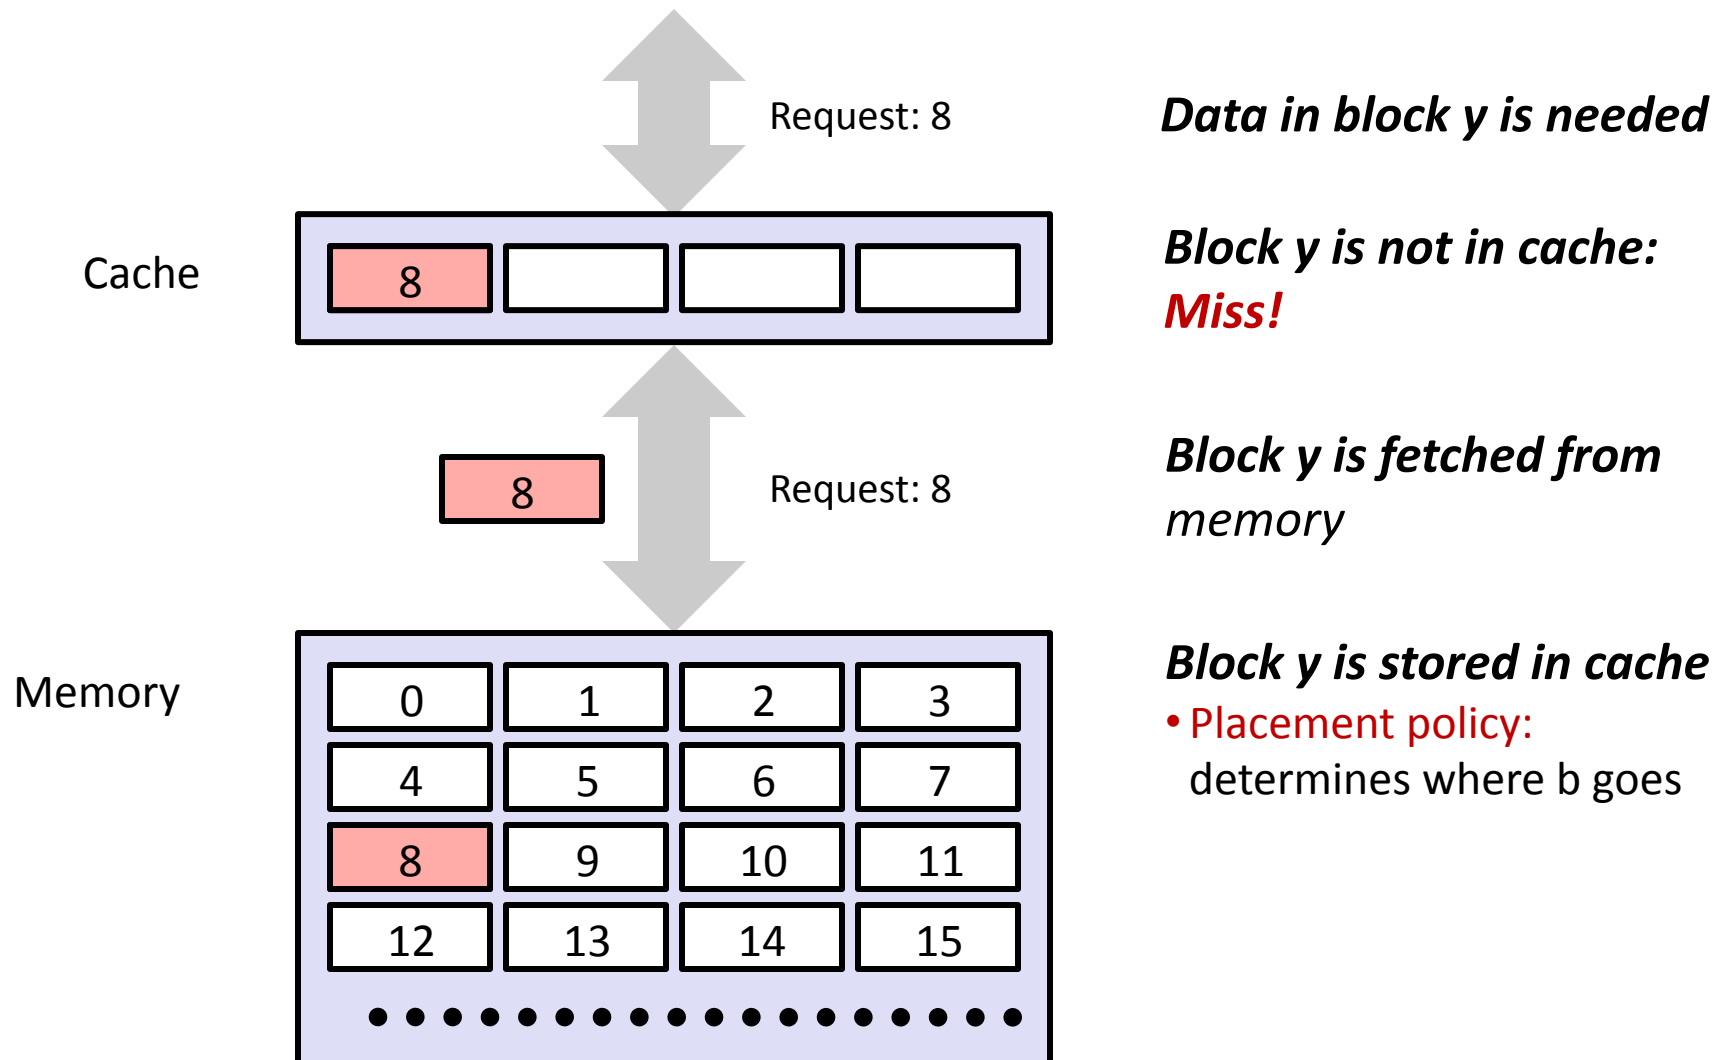 Request: 8
Data in block y is needed
Cache
8
Block y is not in cache:
Miss!
8
Request: 8
Block y is fetched from
memory
Memory
0 1 2 3
4 5 6 7
8 9 10 11
12 13 14 15
Block y is stored in cache
• Placement policy:
determines where b goes